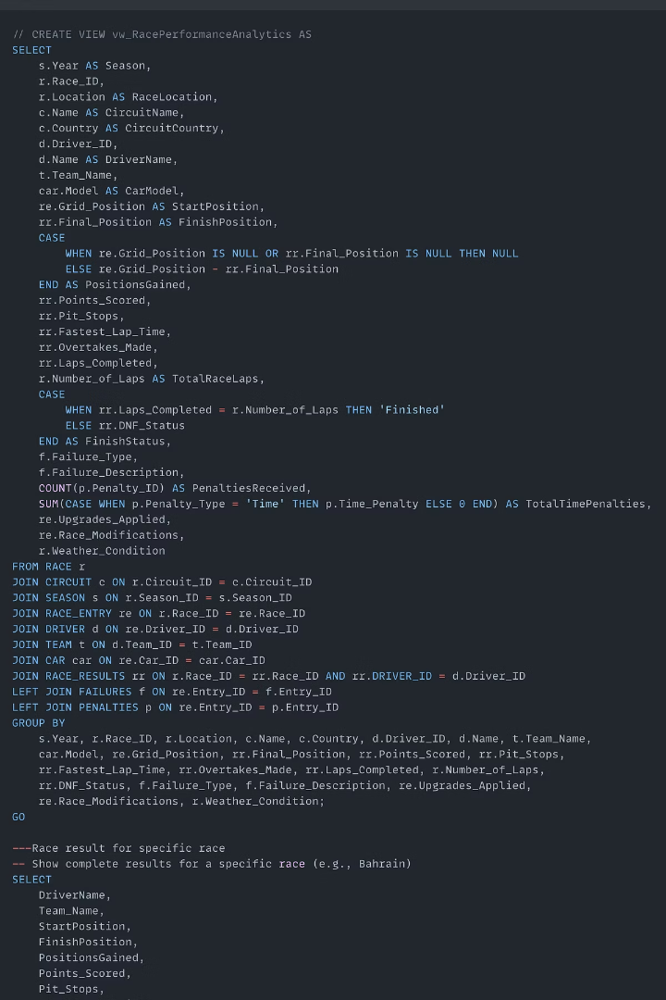 // CREATE VIEW vw_RacePerformanceAnalytics AS
SELECT
    s.Year AS Season,
    r.Race_ID,
    r.Location AS RaceLocation,
    c.Name AS CircuitName,
    c.Country AS CircuitCountry,
    d.Driver_ID,
    d.Name AS DriverName,
    t.Team_Name,
    car.Model AS CarModel,
    re.Grid_Position AS StartPosition,
    rr.Final_Position AS FinishPosition,
    CASE
        WHEN re.Grid_Position IS NULL OR rr.Final_Position IS NULL THEN NULL
        ELSE re.Grid_Position - rr.Final_Position
    END AS PositionsGained,
    rr.Points_Scored,
    rr.Pit_Stops,
    rr.Fastest_Lap_Time,
    rr.Overtakes_Made,
    rr.Laps_Completed,
    r.Number_of_Laps AS TotalRaceLaps,
    CASE
        WHEN rr.Laps_Completed = r.Number_of_Laps THEN 'Finished'
        ELSE rr.DNF_Status
    END AS FinishStatus,
    f.Failure_Type,
    f.Failure_Description,
    COUNT(p.Penalty_ID) AS PenaltiesReceived,
    SUM(CASE WHEN p.Penalty_Type = 'Time' THEN p.Time_Penalty ELSE 0 END) AS TotalTimePenalties,
    re.Upgrades_Applied,
    re.Race_Modifications,
    r.Weather_Condition
FROM RACE r
JOIN CIRCUIT c ON r.Circuit_ID = c.Circuit_ID
JOIN SEASON s ON r.Season_ID = s.Season_ID
JOIN RACE_ENTRY re ON r.Race_ID = re.Race_ID
JOIN DRIVER d ON re.Driver_ID = d.Driver_ID
JOIN TEAM t ON d.Team_ID = t.Team_ID
JOIN CAR car ON re.Car_ID = car.Car_ID
JOIN RACE_RESULTS rr ON r.Race_ID = rr.Race_ID AND rr.DRIVER_ID = d.Driver_ID
LEFT JOIN FAILURES f ON re.Entry_ID = f.Entry_ID
LEFT JOIN PENALTIES p ON re.Entry_ID = p.Entry_ID
GROUP BY
    s.Year, r.Race_ID, r.Location, c.Name, c.Country, d.Driver_ID, d.Name, t.Team_Name,
    car.Model, re.Grid_Position, rr.Final_Position, rr.Points_Scored, rr.Pit_Stops,
    rr.Fastest_Lap_Time, rr.Overtakes_Made, rr.Laps_Completed, r.Number_of_Laps,
    rr.DNF_Status, f.Failure_Type, f.Failure_Description, re.Upgrades_Applied,
    re.Race_Modifications, r.Weather_Condition;
GO

---Race result for specific race
-- Show complete results for a specific race (e.g., Bahrain)
SELECT
    DriverName,
    Team_Name,
    StartPosition,
    FinishPosition,
    PositionsGained,
    Points_Scored,
    Pit_Stops,